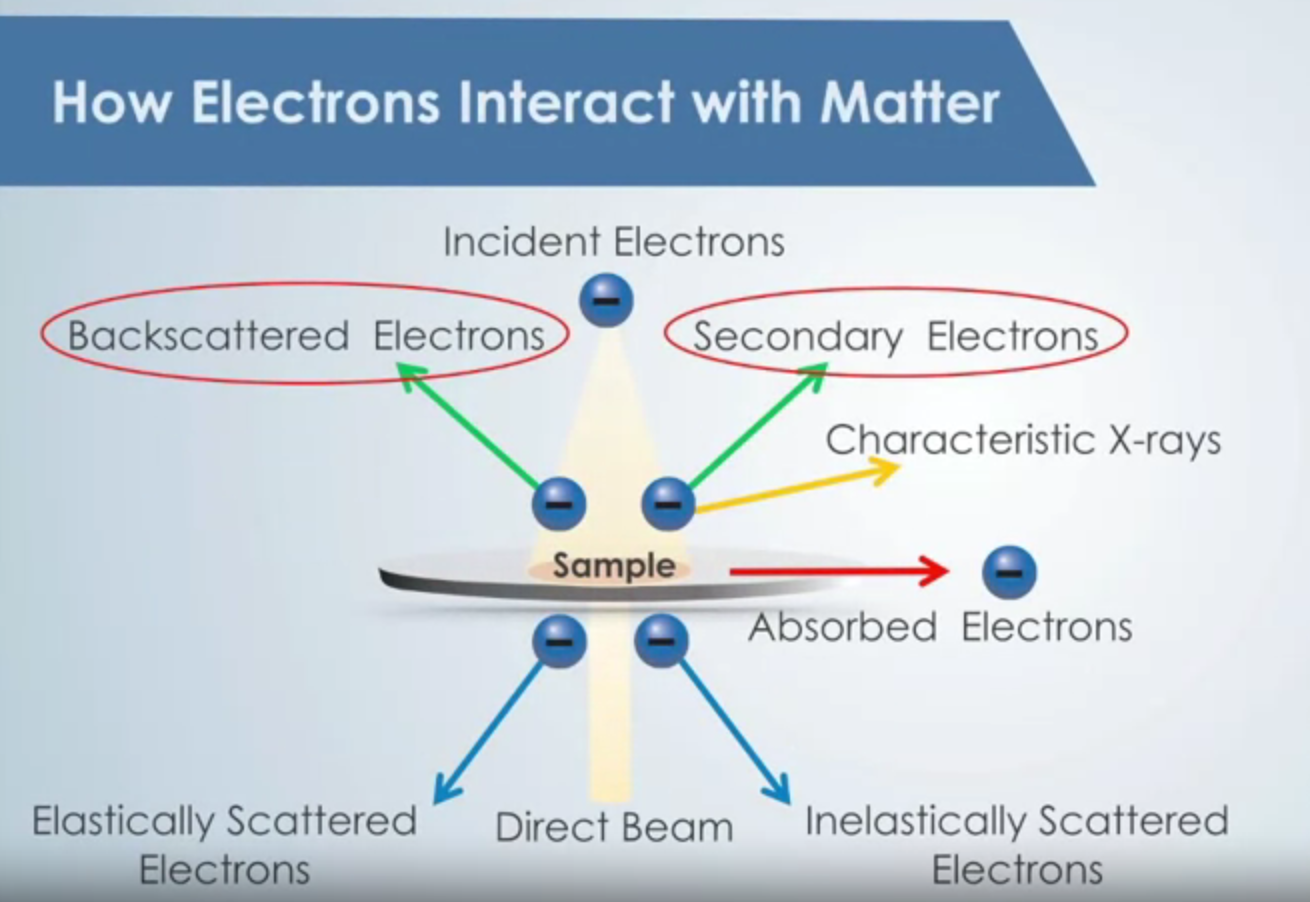 How Electrons Interact with Matter
Incident Electrons
Backscattered Electrons
Secondary Electrons
Characteristic X-rays
Sample
Absorbed Electrons
Elastically Scattered
Electrons
Direct Beam
Inelastically Scattered
Electrons